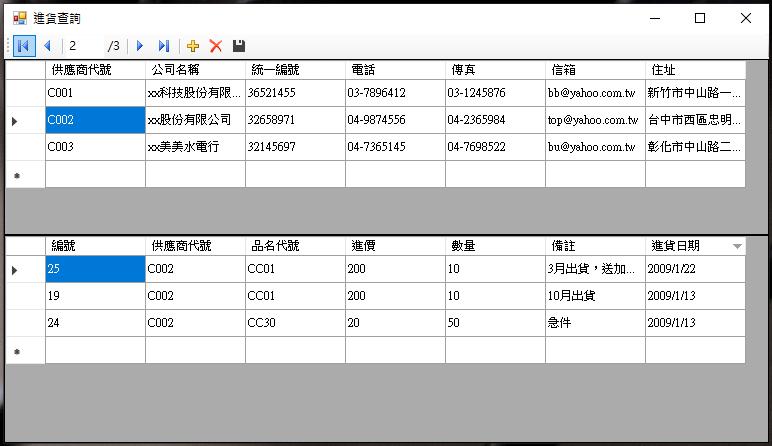 進貨查詢
2 /3
供應商代號 公司名稱 統一編號 電話 傳真 信箱 住址
C001 xx科技股份有限... 36521455 03-7896412 03-1245876 bb@yahoo.com.tw 新竹市中山路一...
C002 xx股份有限公司 32658971 04-9874556 04-2365984 top@yahoo.com.tw 台中市西區忠明...
C003 xx美美水電行 32145697 04-7365145 04-7698522 bu@yahoo.com.tw 彰化市中山路二...
編號 供應商代號 品名代號 進價 數量 備註 進貨日期
25 C002 CC01 200 10 3月出貨，送加... 2009/1/22
19 C002 CC01 200 10 10月出貨 2009/1/13
24 C002 CC30 20 50 急件 2009/1/13